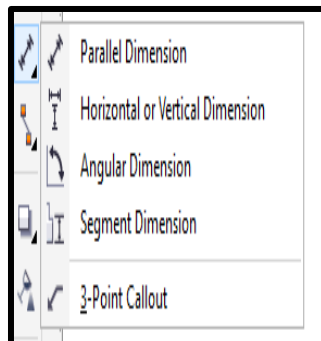 Parallel Dimension
Horizontal or Vertical Dimension
Angular Dimension
Segment Dimension
3-Point Callout